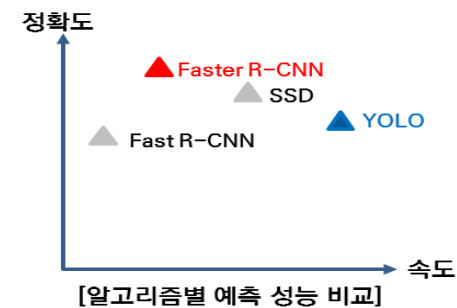 정확도
Faster R-CNN
SSD
YOLO
Fast R-CNN
속도
[알고리즘별 예측 성능 비교]